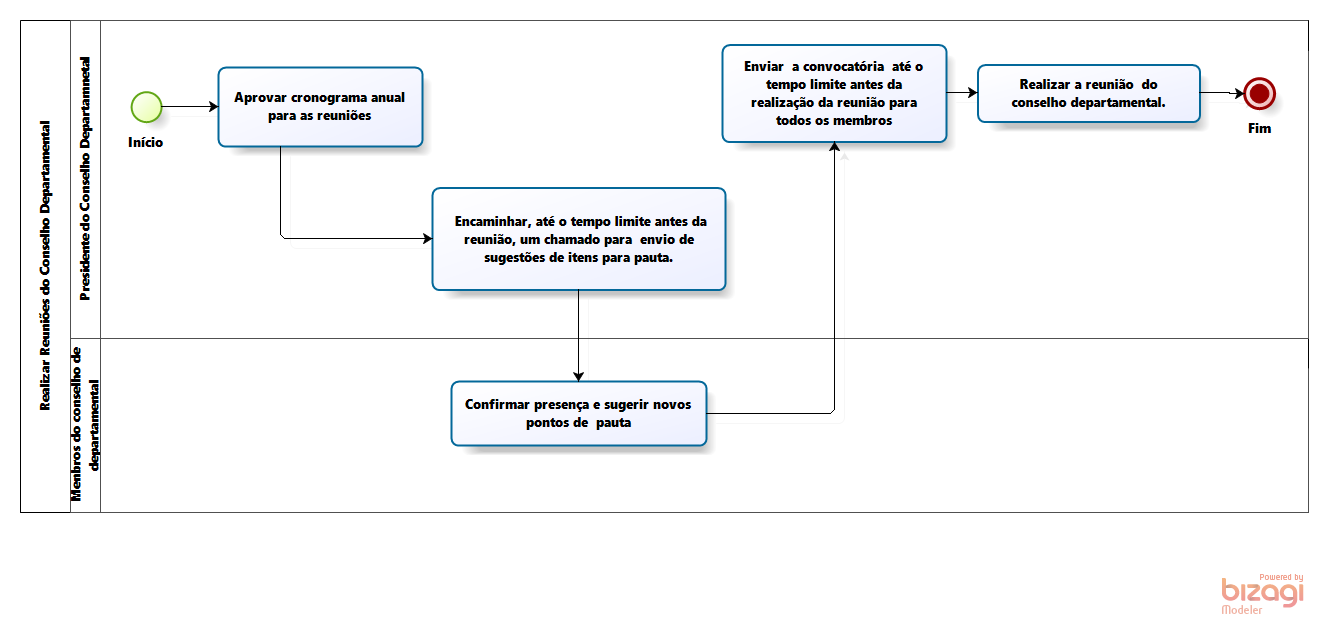 Realizar Reuniões do Conselho Departamental
Presidente do Conselho Departamnetal
Início
Aprovar cronograma anual
para as reuniões
Encaminhar, até o tempo limite antes da
reunião, um chamado para envio de
sugestões de itens para pauta.
Enviar a convocatória até o
tempo limite antes da
realização da reunião para
todos os membros
Realizar a reunião do
conselho departamental.
Fim
Menbros do conselho de
departamental
Confirmar presença e sugerir novos
pontos de pauta
Powered by
bizagi
Modeler